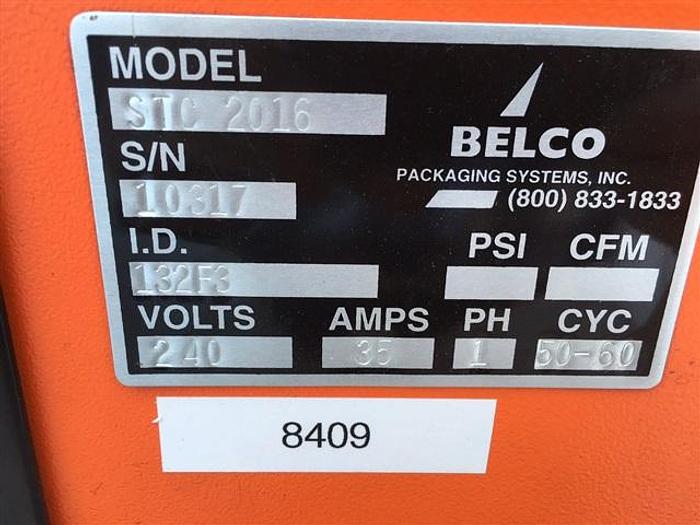 MODEL
STC 2016
BELCO
PACKAGING SYSTEMS, INC.
(800) 833-1833
S/N
10317
I.D.
132F3
PSI CFM
VOLTS AMPS PH CYC
240 35 1 50-60
8409